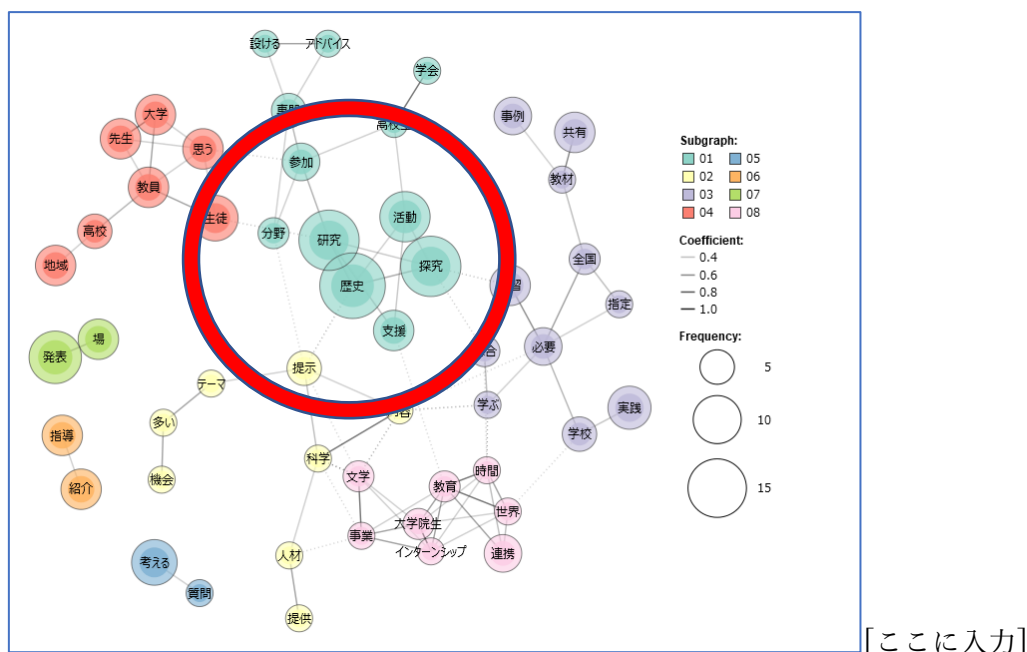 設ける
アドバイス
学会
大学
先生
思う
教員
高校
地域
参加
分野
活動
研究
探究
歴史
支援
事例
共有
教材
全国
指定
必要
学ぶ
学校
実践
発表
場
提示
テーマ
多い
機会
科学
指導
紹介
文学
教育
時間
世界
大学院生
事業
インターンシップ
連携
考える
質問
人材
提供
Subgraph:
01 05
02 06
03 07
04 08
Coefficient:
0.4
0.6
0.8
1.0
Frequency:
5
10
15
[ここに入力]